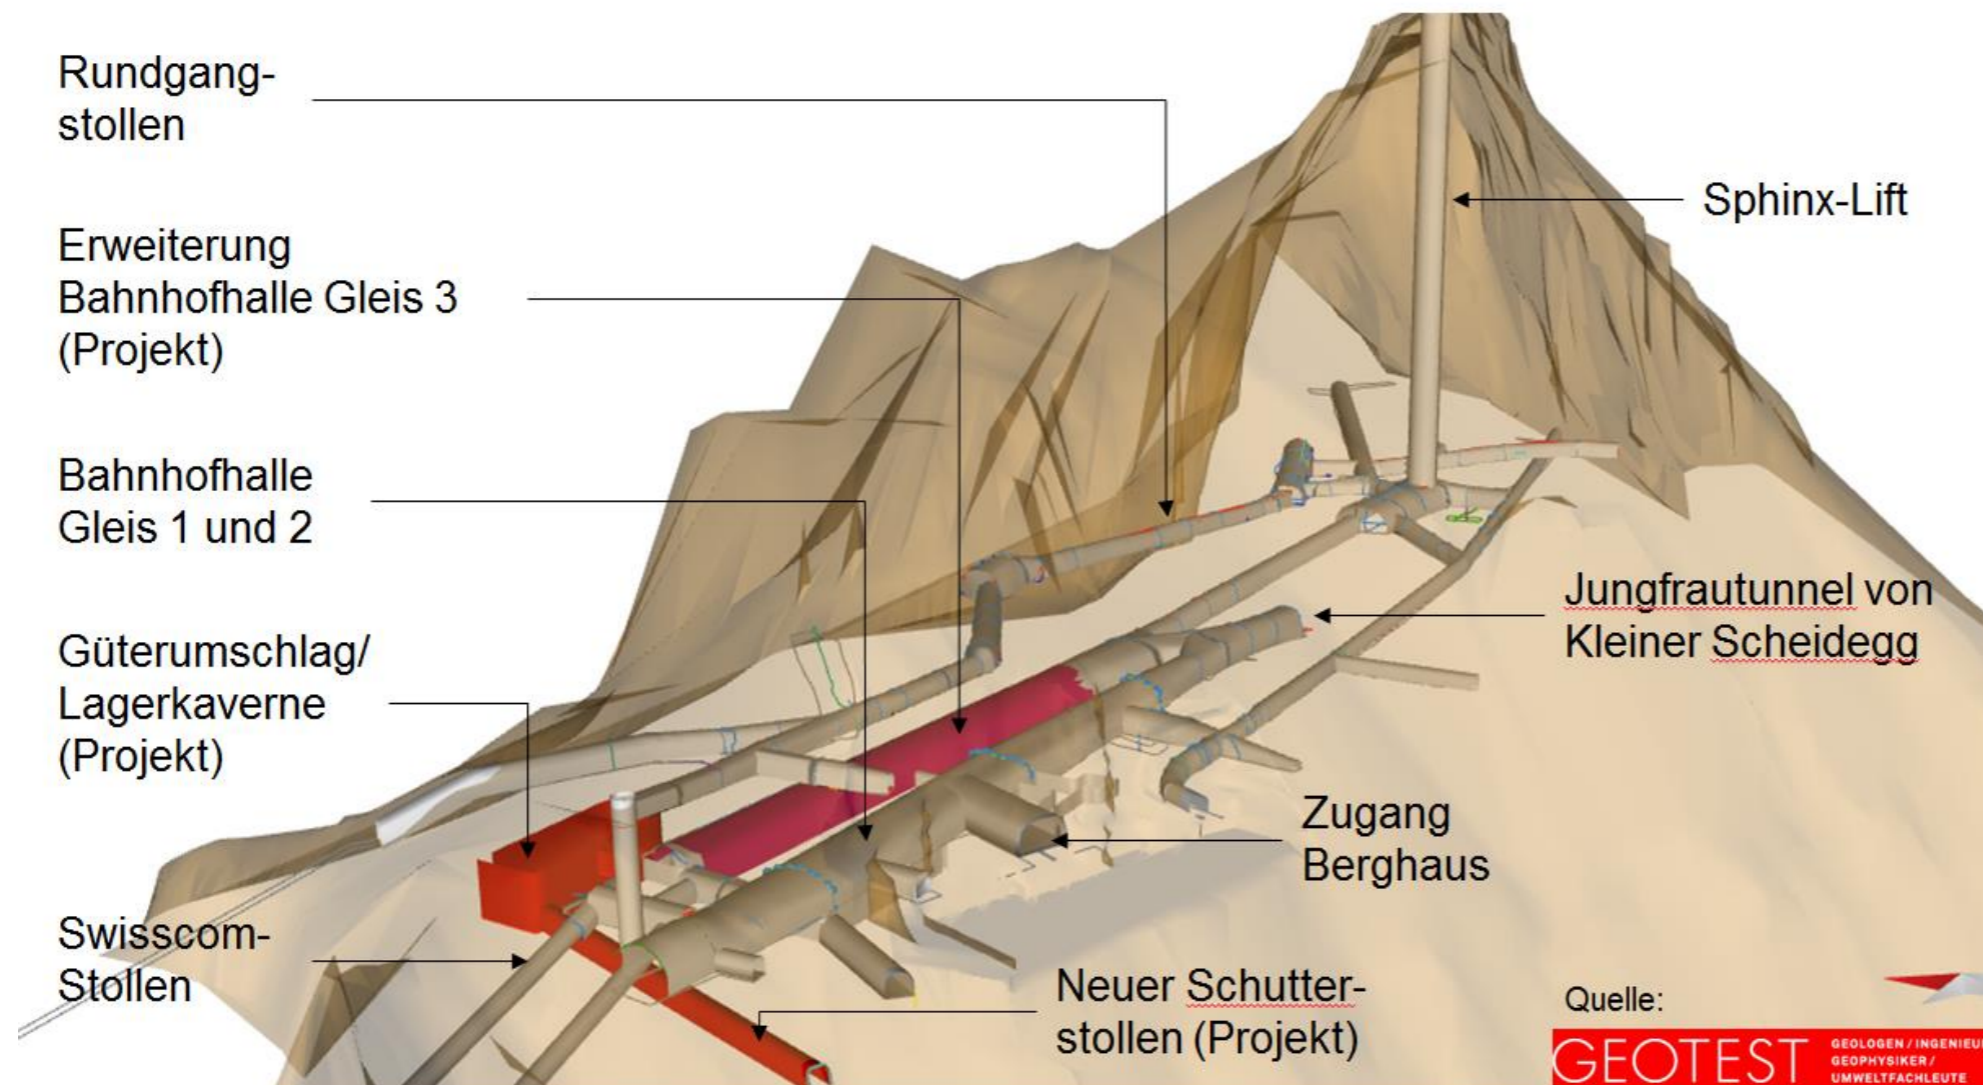 Rundgang-
stollen
Erweiterung
Bahnhofhalle Gleis 3
(Projekt)
Bahnhofhalle
Gleis 1 und 2
Güterumschlag/
Lagerkaverne
(Projekt)
Swisscom-
Stollen
Sphinx-Lift
Jungfrautunnel von
Kleiner Scheidegg
Zugang
Berghaus
Neuer Schutter-
stollen (Projekt)
Quelle:
GEOTEST
GEOLOGEN / INGENIEU
GEOPHYSIKER /
UMWELTFACHLEUTE